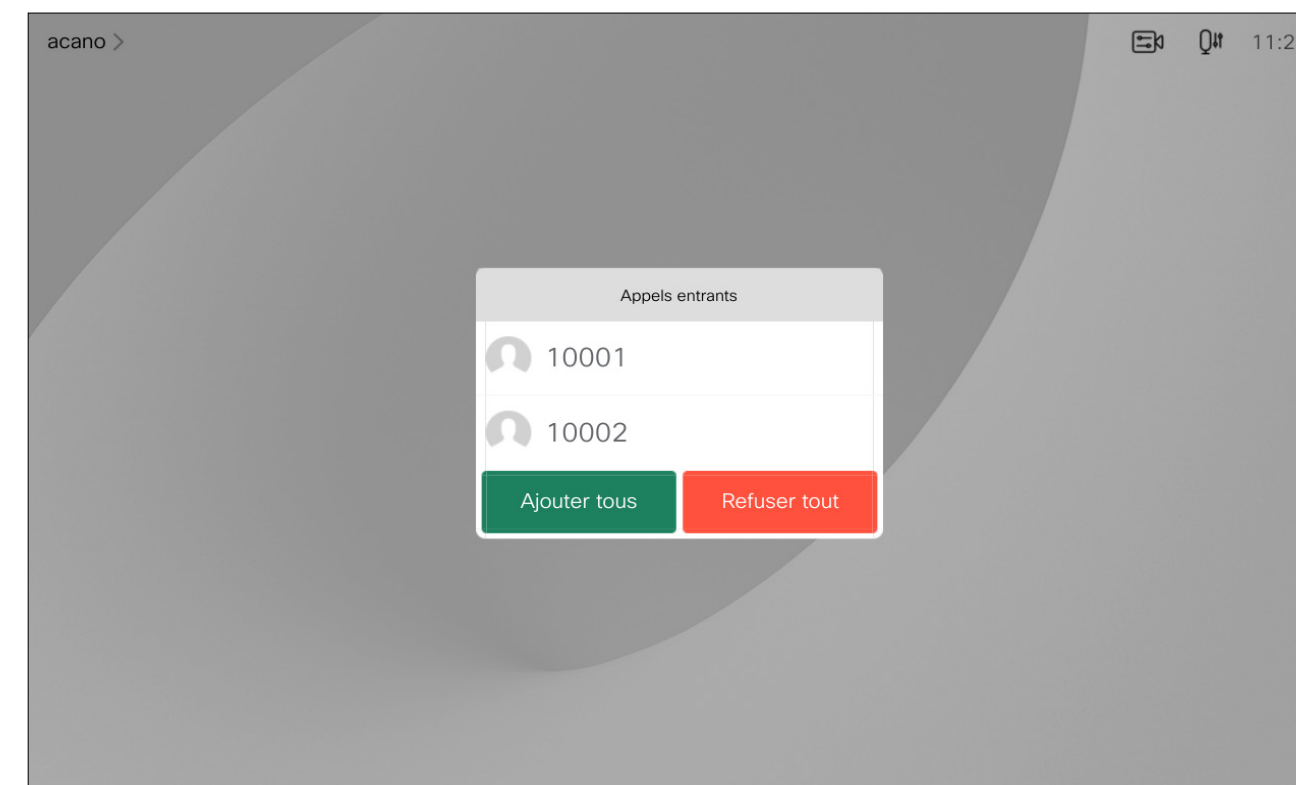 acano
11:2
Appels entrants
10001
10002
Ajouter tous
Refuser tout